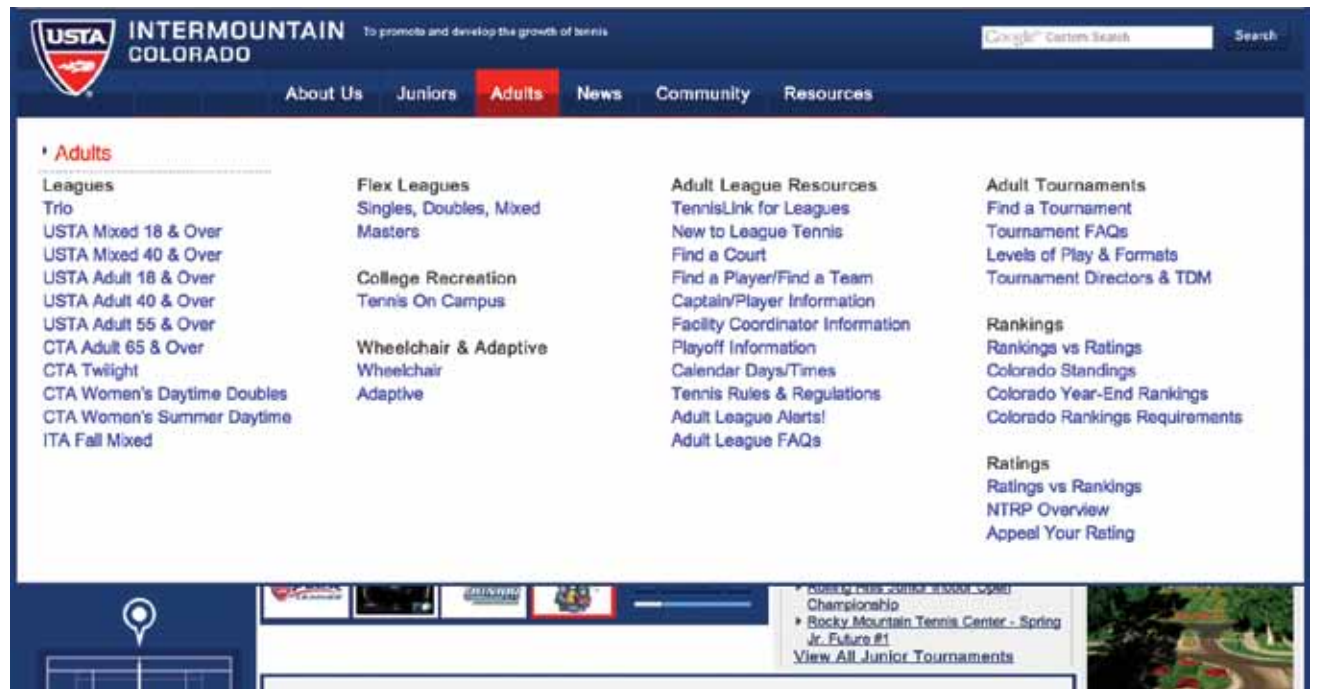 USTA
INTERMOUNTAIN
COLORADO
To promote and develop the growth of tennis
Google™ Custom Search
Search
About Us Juniors Adults News Community Resources
Adults
Leagues
Trio
USTA Mixed 18 & Over
USTA Mixed 40 & Over
USTA Adult 18 & Over
USTA Adult 40 & Over
USTA Adult 55 & Over
CTA Adult 65 & Over
CTA Twilight
CTA Women's Daytime Doubles
CTA Women's Summer Daytime
ITA Fall Mixed
Flex Leagues
Singles, Doubles, Mixed
Masters
College Recreation
Tennis On Campus
Wheelchair & Adaptive
Wheelchair
Adaptive
Adult League Resources
TennisLink for Leagues
New to League Tennis
Find a Court
Find a Player/Find a Team
Captain/Player Information
Facility Coordinator Information
Playoff Information
Calendar Days/Times
Tennis Rules & Regulations
Adult League Alerts!
Adult League FAQs
Adult Tournaments
Find a Tournament
Tournament FAQs
Levels of Play & Formats
Tournament Directors & TDM
Rankings
Rankings vs Ratings
Colorado Standings
Colorado Year-End Rankings
Colorado Rankings Requirements
Ratings
Ratings vs Rankings
NTRP Overview
Appeal Your Rating
Rolling Hills Junior Indoor Open
Championship
Rocky Mountain Tennis Center - Spring
Jr. Future #1
View All Junior Tournaments